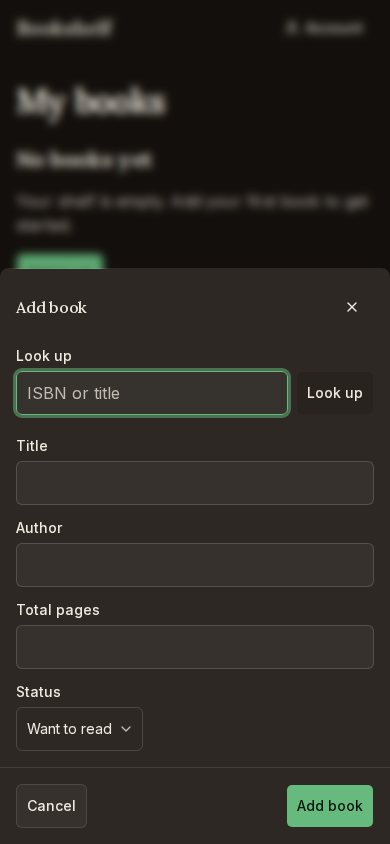 Bookshelf
Account
My books
No books yet
Your shelf is empty. Add your first book to get
started.
Add book
Look up
ISBN or title
Look up
Title
Author
Total pages
Status
Want to read
Cancel
Add book